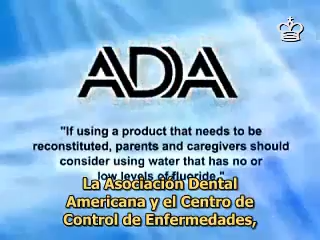 ADA
"If using a product that needs to be
reconstituted, parents and caregivers should
consider using water that has no or
low levels of fluoride."
La Asociación Dental
Americana y el Centro de
Control de Enfermedades,